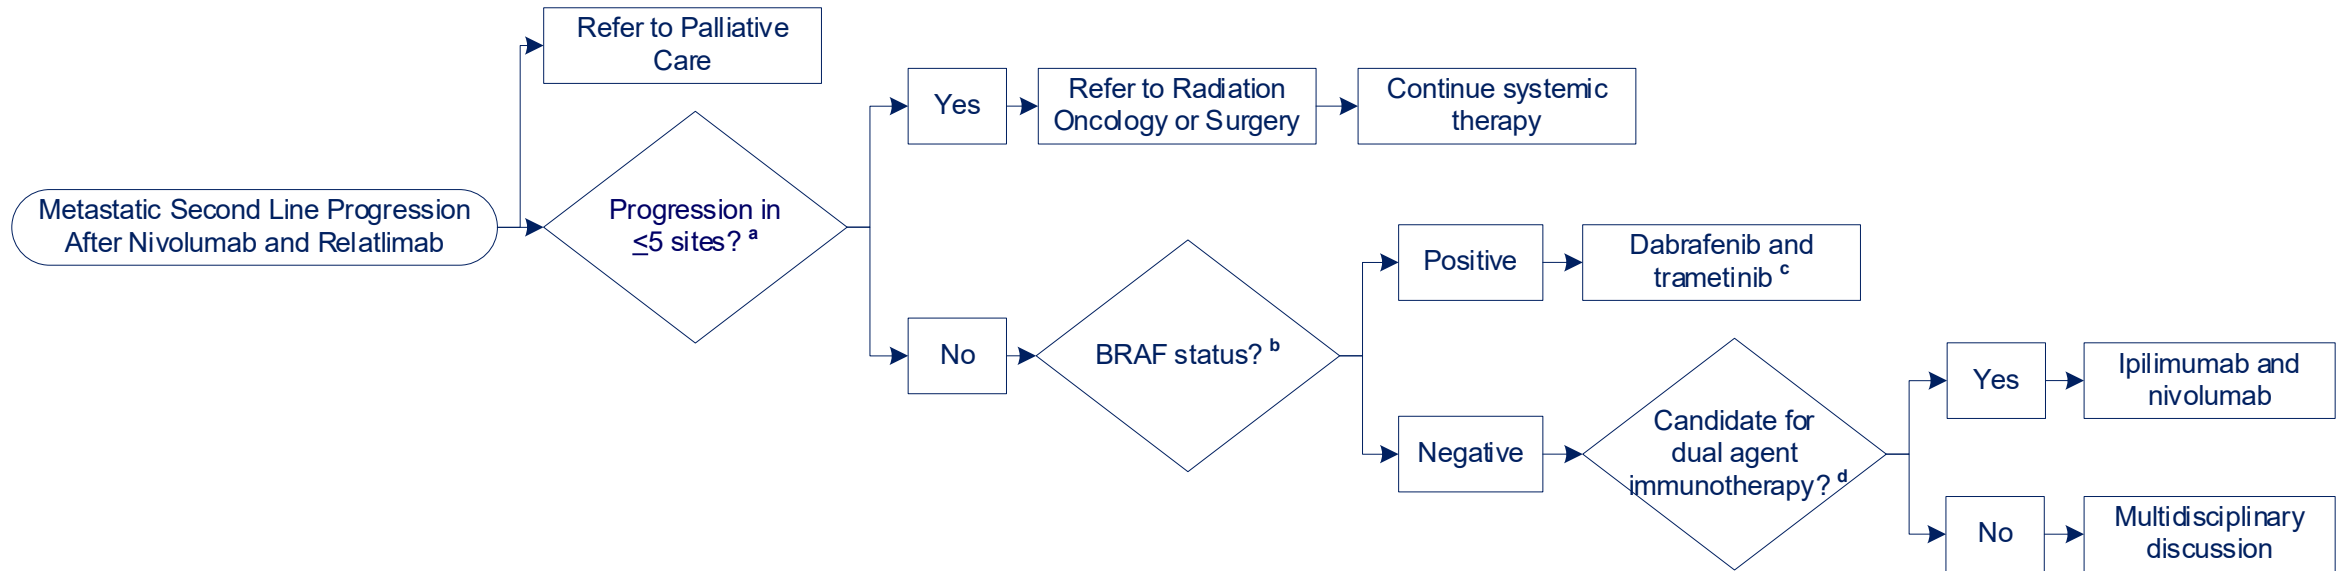 Refer to Palliative
Care
Metastatic Second Line Progression
After Nivolumab and Relatlimab
Progression in
≤5 sites? a
Yes
Refer to Radiation
Oncology or Surgery
Continue systemic
therapy
No
BRAF status? b
Positive
Dabrafenib and
trametinib c
Negative
Candidate for
dual agent
immunotherapy? d
Yes
Ipilimumab and
nivolumab
No
Multidisciplinary
discussion